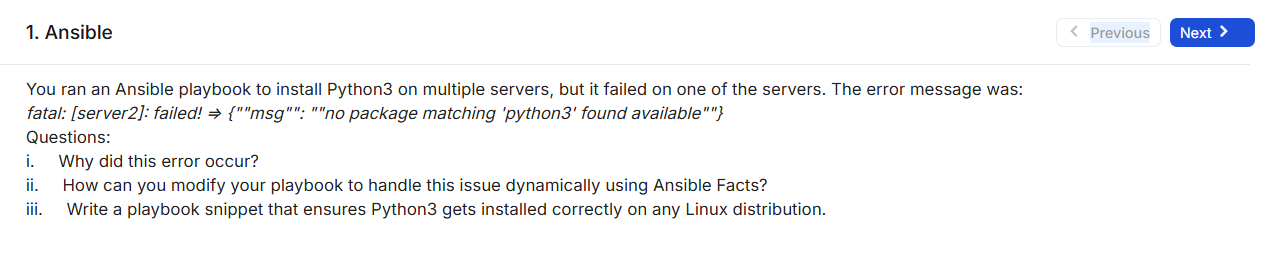 1. Ansible
Previous
Next
You ran an Ansible playbook to install Python3 on multiple servers, but it failed on one of the servers. The error message was:
fatal: [server2]: failed! => {""msg"": ""no package matching 'python3' found available""}
Questions:
i. Why did this error occur?
ii. How can you modify your playbook to handle this issue dynamically using Ansible Facts?
iii. Write a playbook snippet that ensures Python3 gets installed correctly on any Linux distribution.